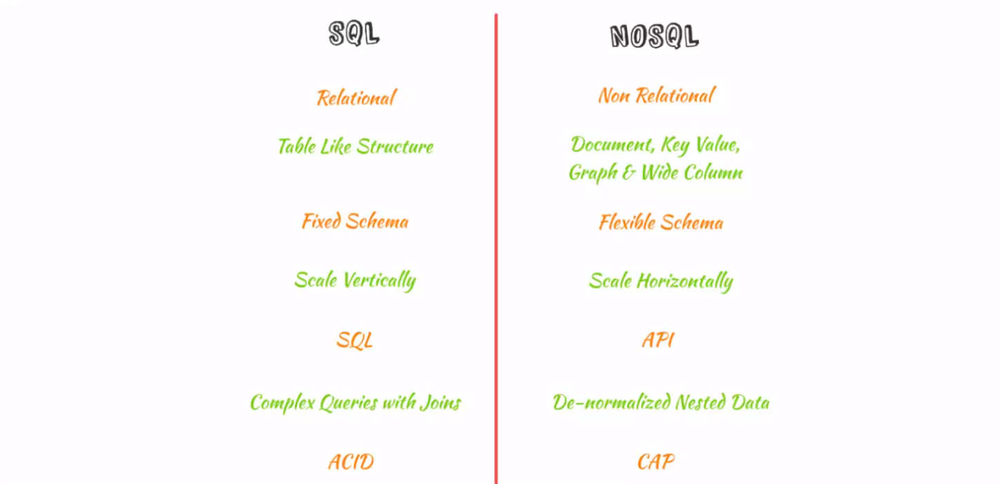 SQL
NOSQL
Relational
Non Relational
Table Like Structure
Document, Key Value,
Graph & Wide Column
Fixed Schema
Flexible Schema
Scale Vertically
Scale Horizontally
SQL
API
Complex Queries with Joins
De-normalized Nested Data
ACID
CAP